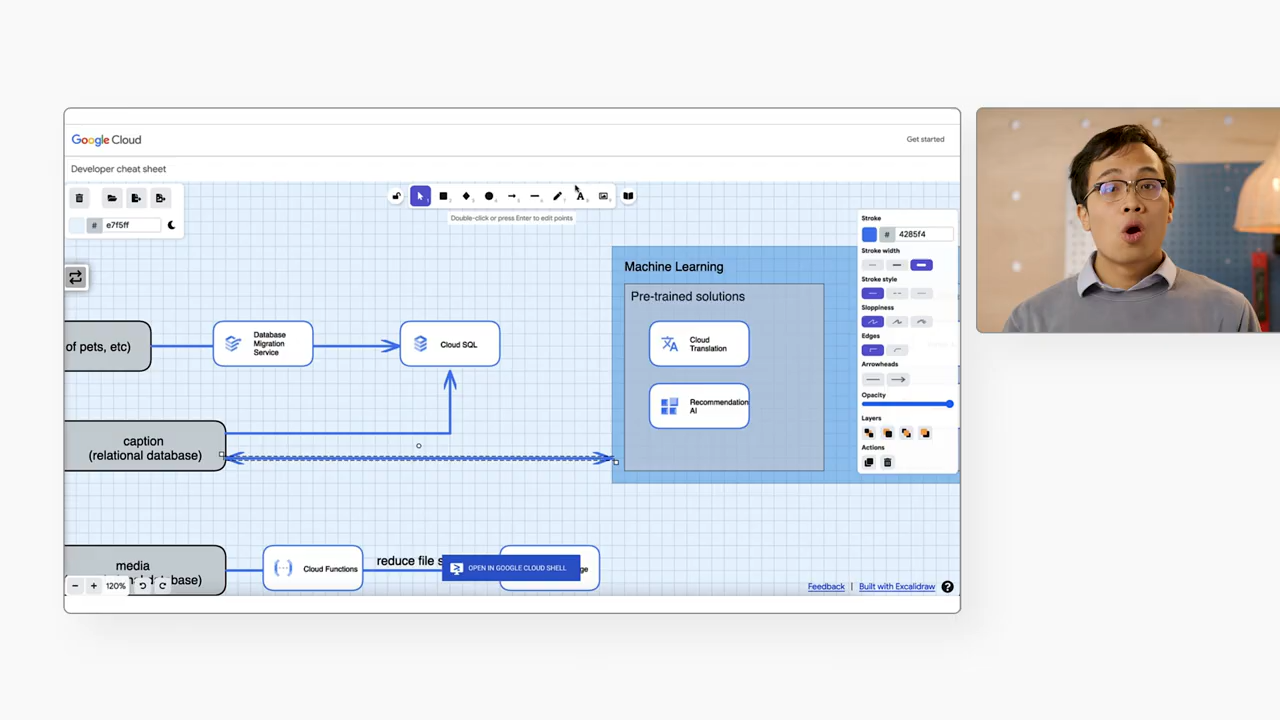 Google Cloud
Get started
Developer cheat sheet
# e7f5ff
Double-click or press Enter to edit points
Stroke
# 4285f4
Stroke width
Stroke style
Sloppiness
Edges
Arrowheads
Opacity
Layers
Actions
Machine Learning
Pre-trained solutions
Cloud
Translation
Recommendation
AI
of pets, etc)
Database
Migration
Service
Cloud SQL
caption
(relational database)
media
base)
Cloud Functions
reduce file s
OPEN IN GOOGLE CLOUD SHELL
ge
120%
Feedback | Built with Excalidraw